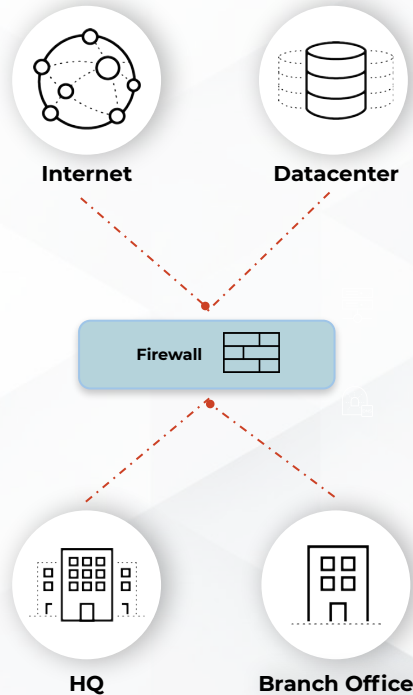 Internet
Datacenter
Firewall
HQ
Branch Office